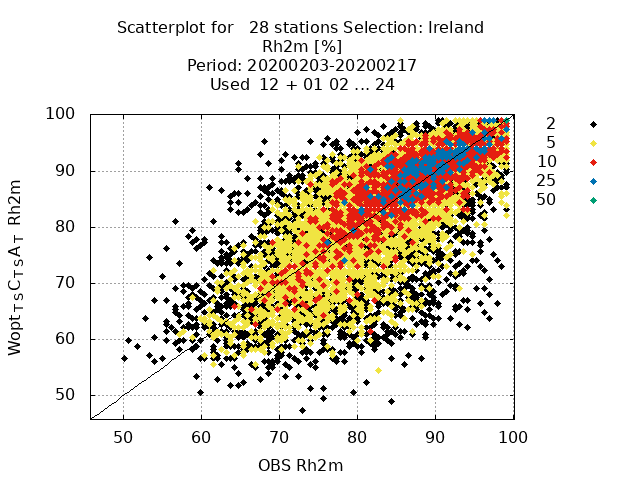 Scatterplot for 28 stations Selection: Ireland
Rh2m [%]
Period: 20200203-20200217
Used 12 + 01 02 ... 24
100
90
80
70
60
50
Wopt_TSC_TSA_T Rh2m
50 60 70 80 90 100
OBS Rh2m
2
5
10
25
50